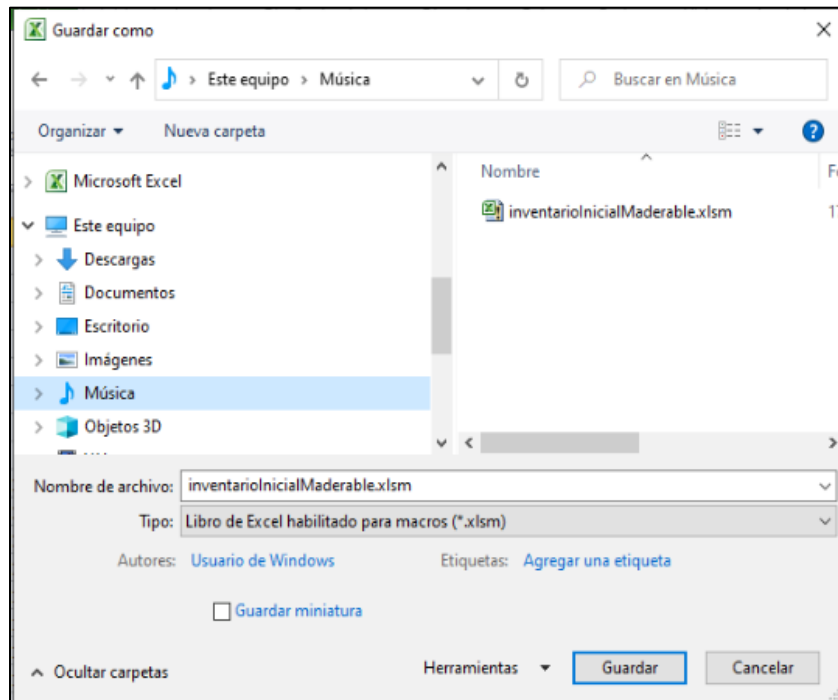 Guardar como
Este equipo > Música
Buscar en Música
Organizar
Nueva carpeta
Microsoft Excel
Este equipo
Descargas
Documentos
Escritorio
Imágenes
Música
Objetos 3D
Nombre
inventarioInicialMaderable.xlsm
Nombre de archivo: inventarioInicialMaderable.xlsm
Tipo: Libro de Excel habilitado para macros (*.xlsm)
Autores: Usuario de Windows Etiquetas: Agregar una etiqueta
Guardar miniatura
Ocultar carpetas
Herramientas Guardar Cancelar